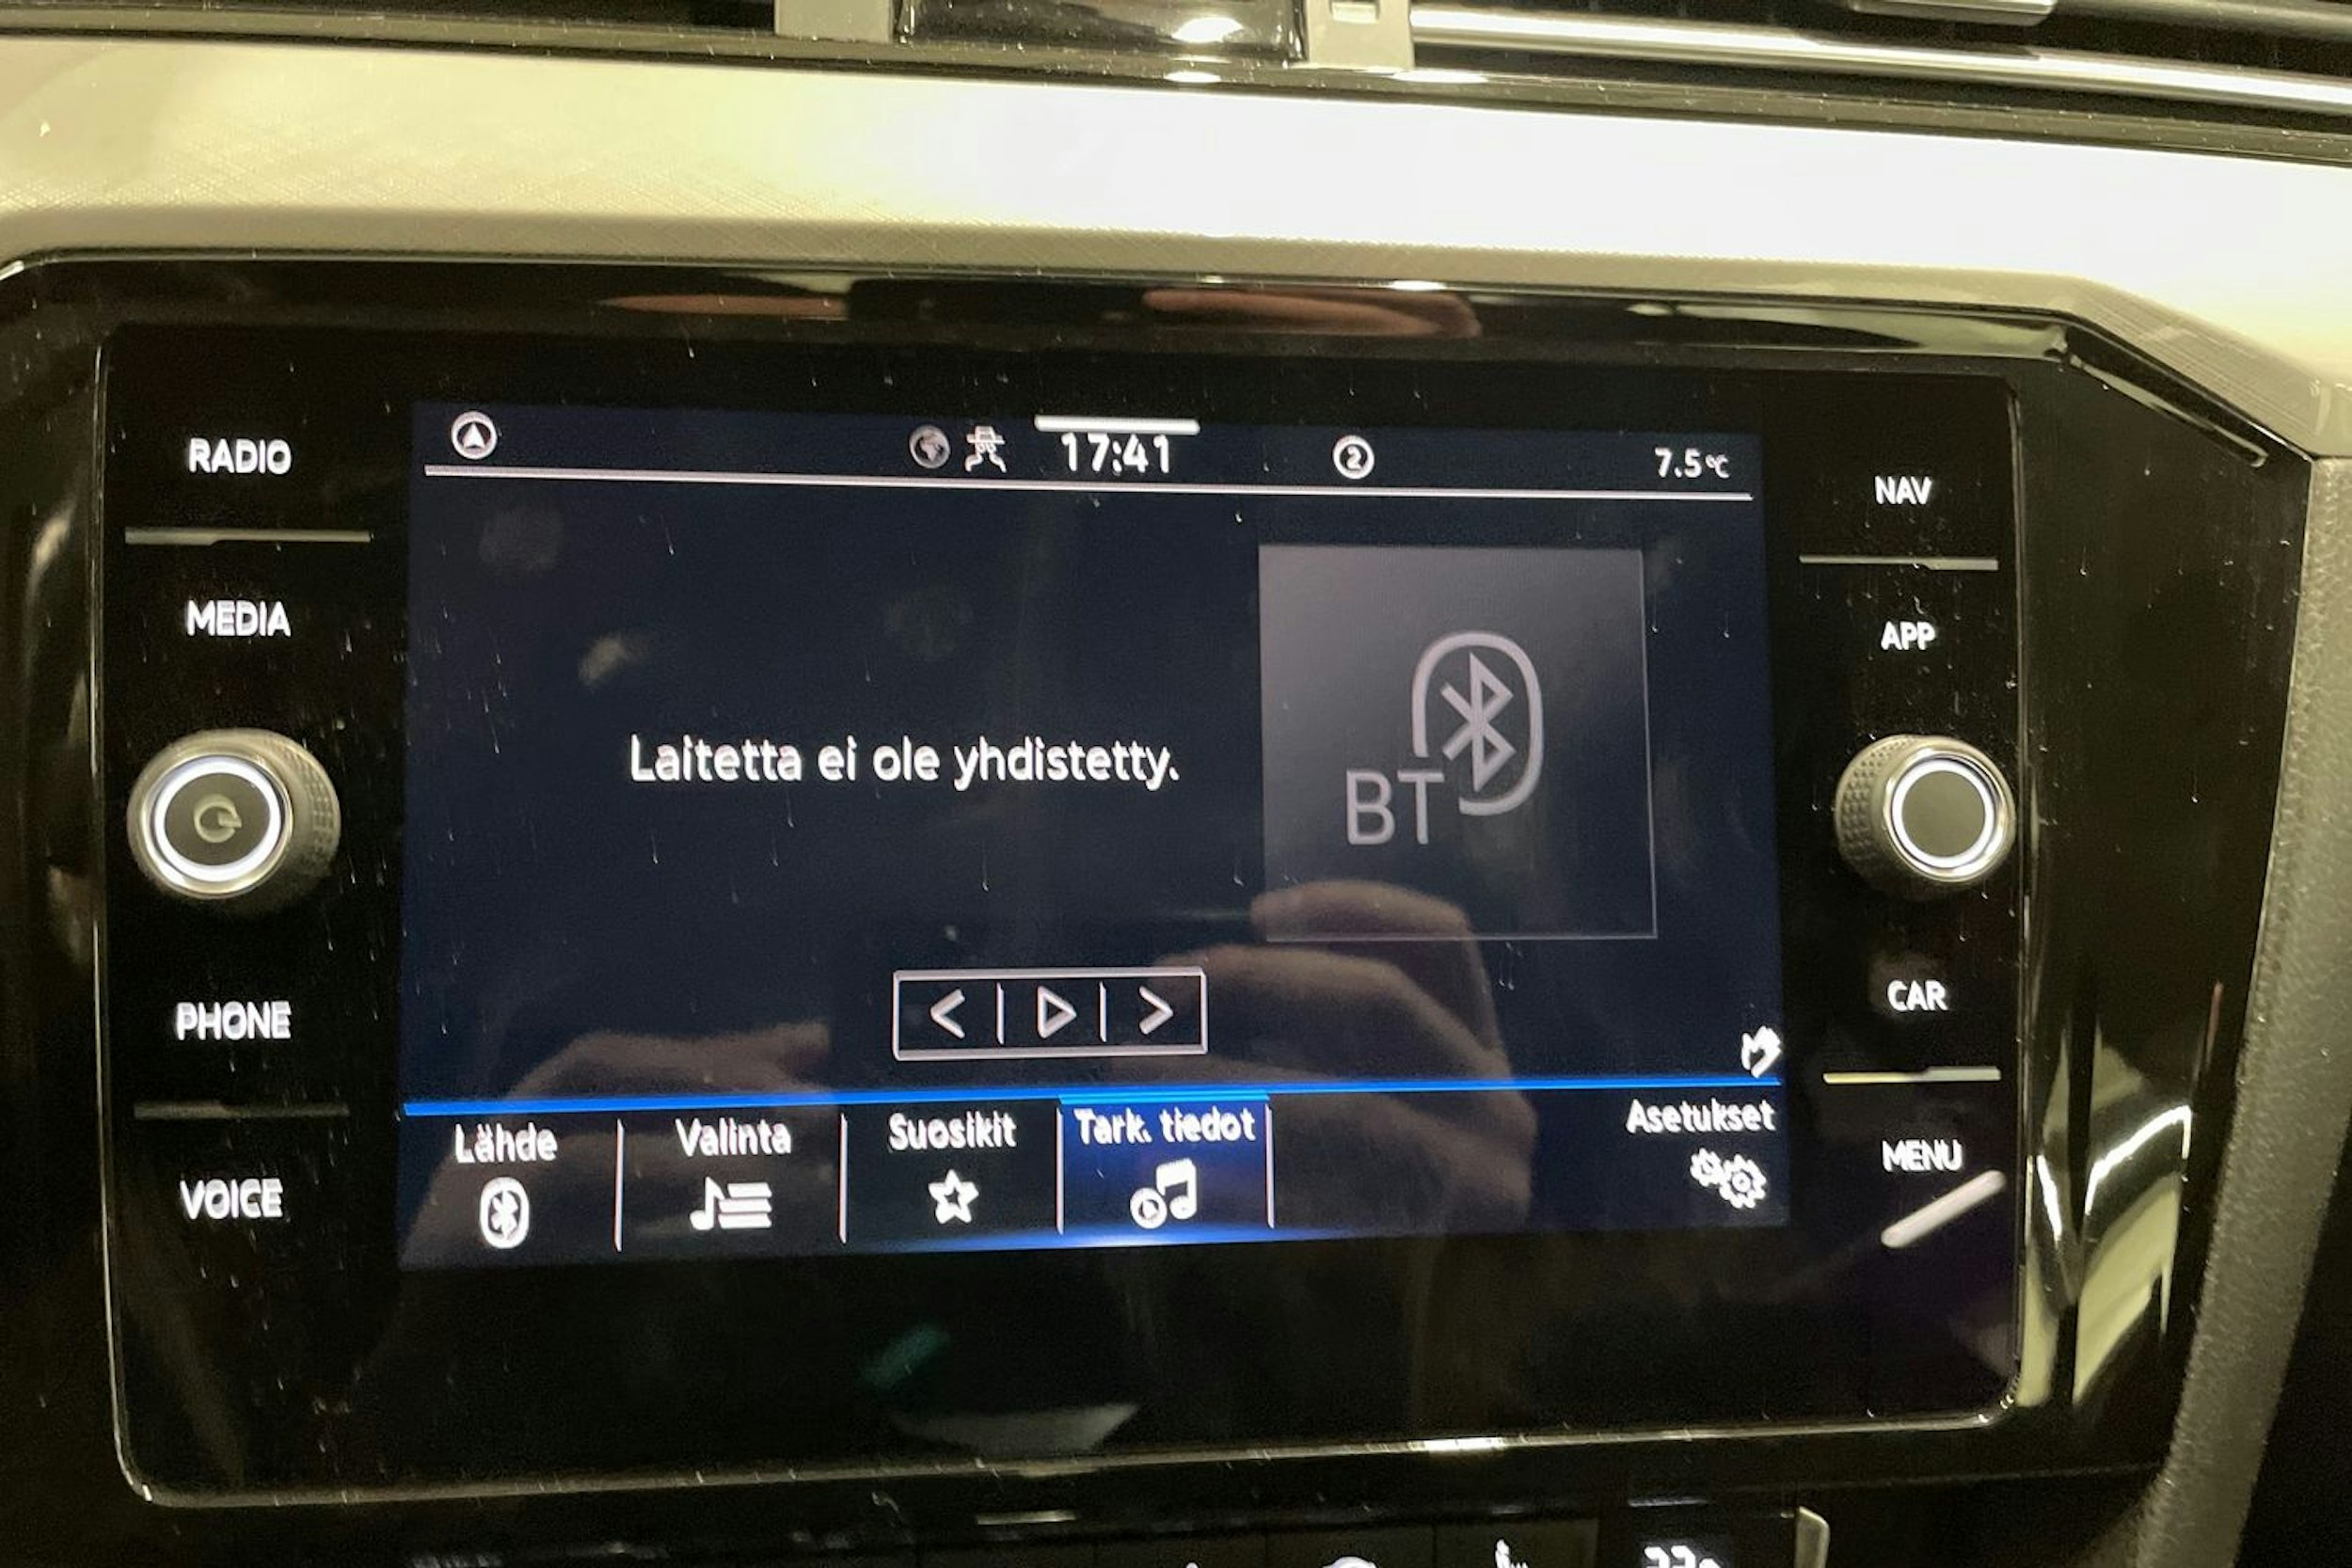 RADIO
MEDIA
PHONE
VOICE
17:41
2
7.5°C
Laitetta ei ole yhdistetty.
BT
Lähde
Valinta
Suosikit
Tark. tiedot
Asetukset
NAV
APP
CAR
MENU